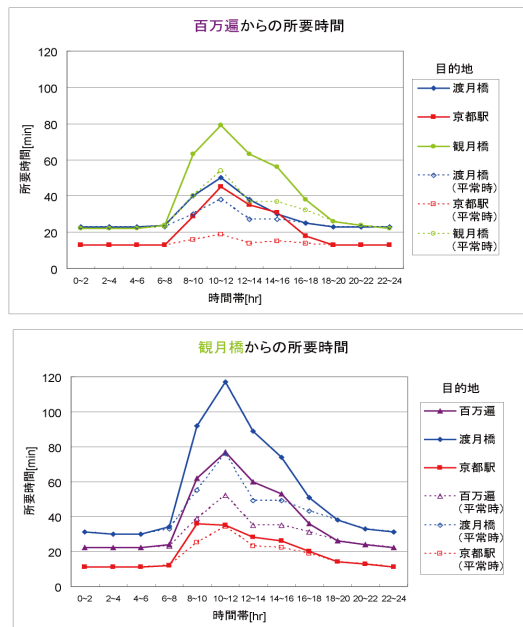 百万遍からの所要時間
所要時間[min]
120
100
80
60
40
20
0
0~2 2~4 4~6 6~8 8~10 10~12 12~14 14~16 16~18 18~20 20~22 22~24
時間帯[hr]
目的地
渡月橋
京都駅
観月橋
渡月橋
(平常時)
京都駅
(平常時)
観月橋
(平常時)
観月橋からの所要時間
所要時間[min]
120
100
80
60
40
20
0
0~2 2~4 4~6 6~8 8~10 10~12 12~14 14~16 16~18 18~20 20~22 22~24
時間帯[hr]
目的地
百万遍
渡月橋
京都駅
百万遍
(平常時)
渡月橋
(平常時)
京都駅
(平常時)